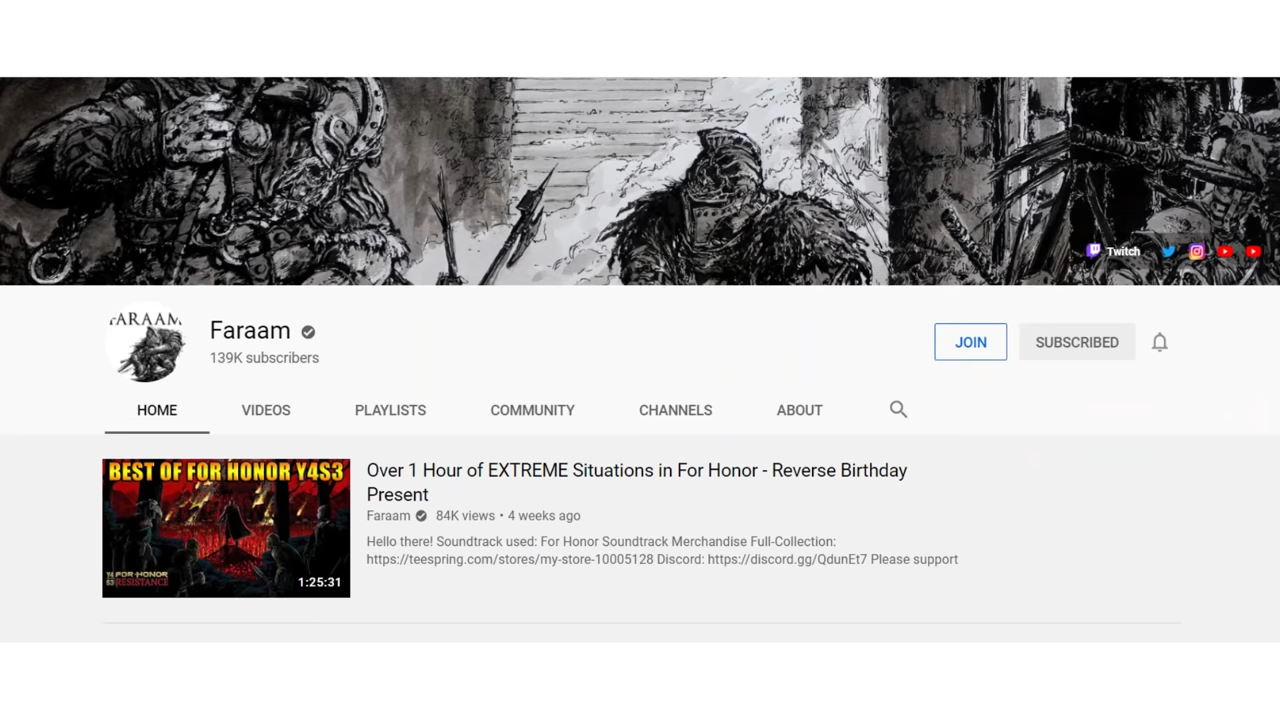 Twitch
FARAAM
Faraam
139K subscribers
JOIN
SUBSCRIBED
HOME
VIDEOS
PLAYLISTS
COMMUNITY
CHANNELS
ABOUT
BEST OF FOR HONOR Y4S3
Y4 FOR HONOR
S3 RESISTANCE
1:25:31
Over 1 Hour of EXTREME Situations in For Honor - Reverse Birthday
Present
Faraam 84K views • 4 weeks ago
Hello there! Soundtrack used: For Honor Soundtrack Merchandise Full-Collection:
https://teespring.com/stores/my-store-10005128 Discord: https://discord.gg/QdunEt7 Please support